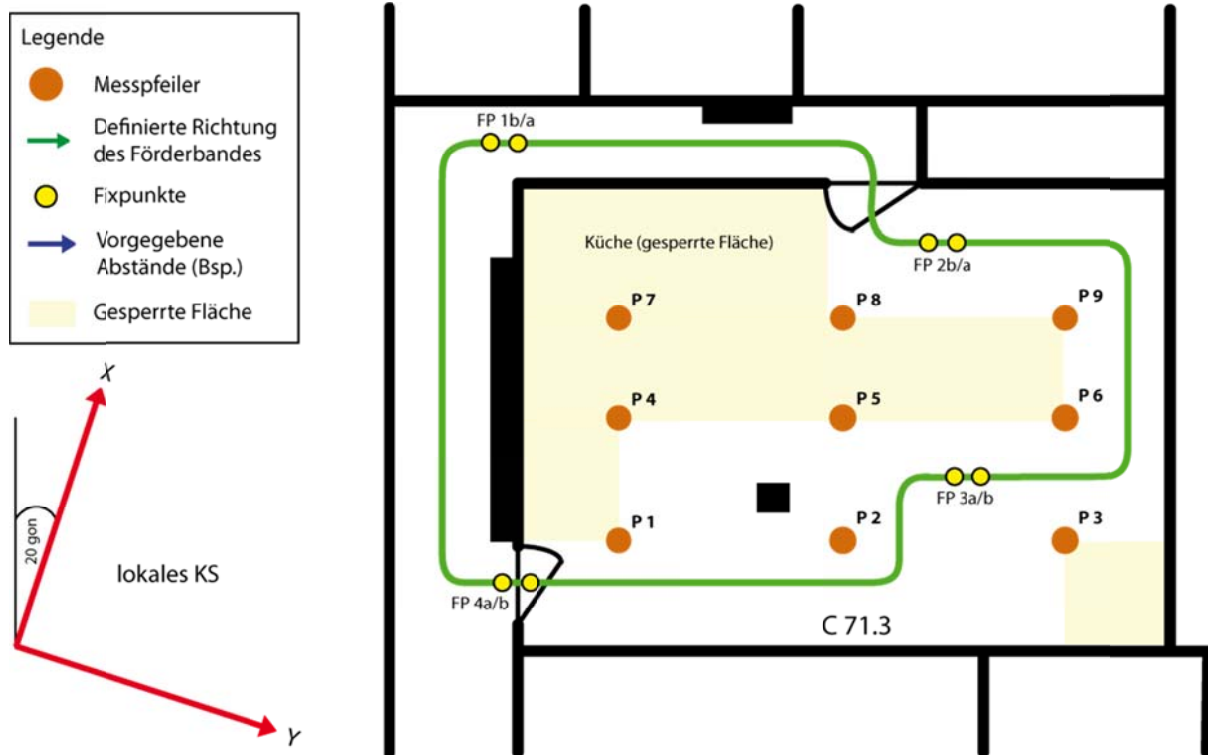 Legende
Messpfeiler
Definierte Richtung
des Förderbandes
Fixpunkte
Vorgegebene
Abstände (Bsp.)
Gesperrte Fläche
X
20 gon
lokales KS
Y
FP 1b/a
Küche (gesperrte Fläche)
FP 2b/a
P 7
P 8
P 9
P 4
P 5
P 6
FP 3a/b
P 1
P 2
P 3
FP 4a/b
C 71.3